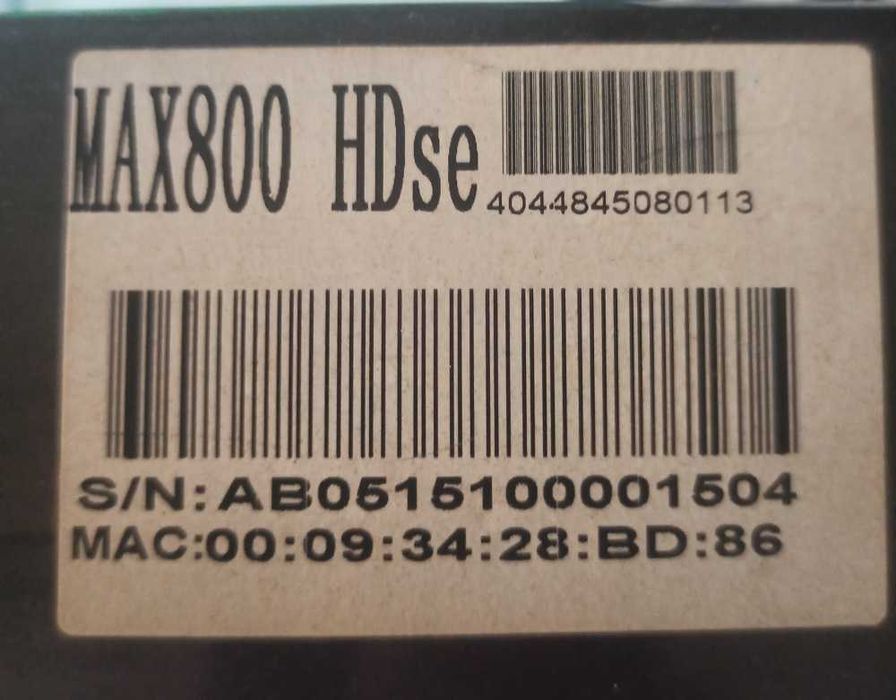 MAX800 HDse
4044845080113
S/N:AB0515100001504
MAC:00:09:34:28:BD:86